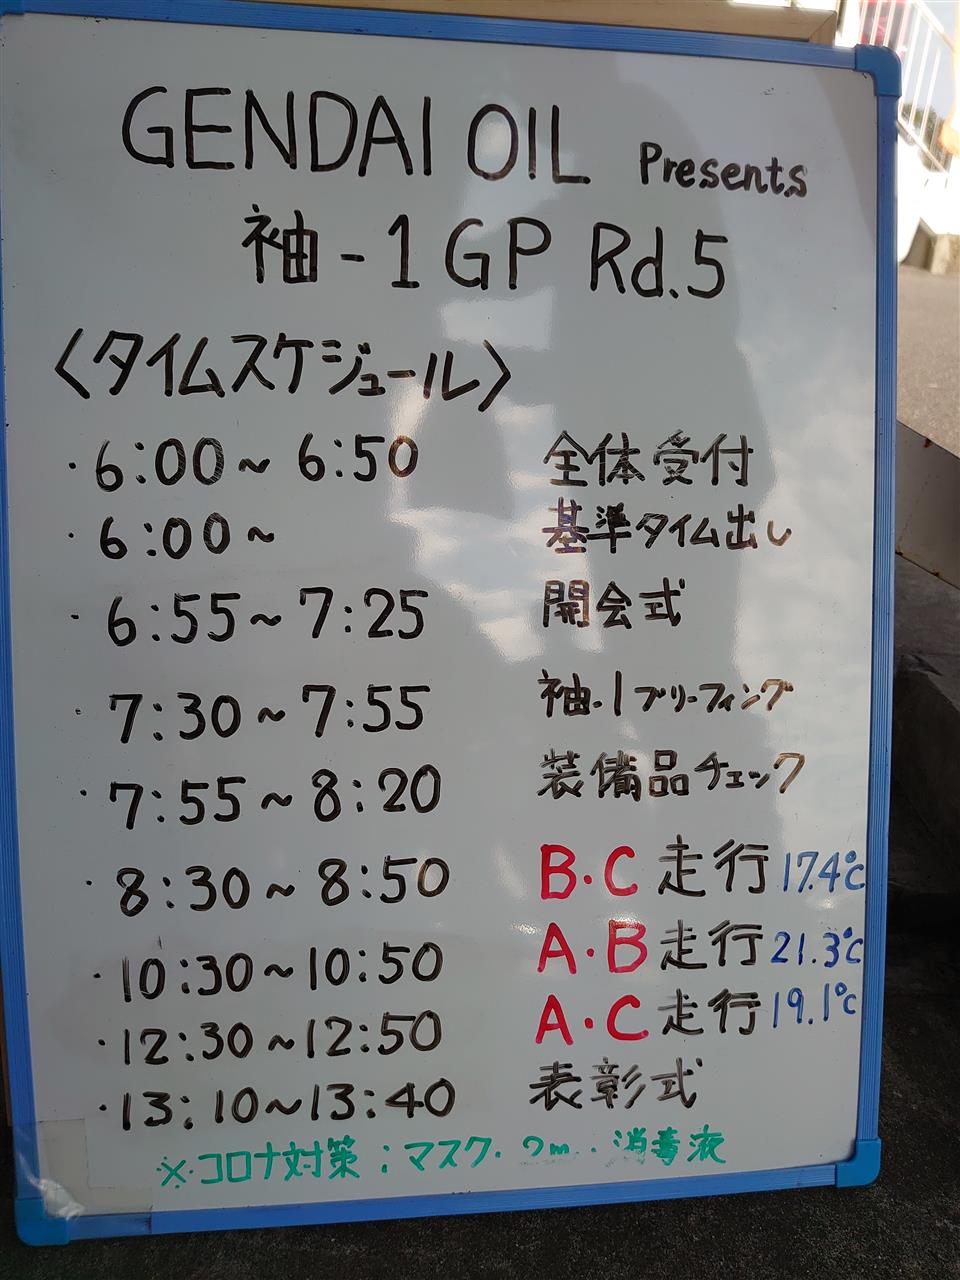 GENDAI OIL Presents
袖-1 GP Rd.5
〈タイムスケジュール〉
・6:00~6:50 全体受付
・6:00~ 基準タイム出し
・6:55~7:25 開会式
・7:30~7:55 袖-1ブリーフィング
・7:55~8:20 装備品チェック
・8:30~8:50 B・C走行 17.4℃
・10:30~10:50 A・B走行 21.3℃
・12:30~12:50 A・C走行 19.1℃
・13:10~13:40 表彰式
※コロナ対策:マスク・2m・消毒液